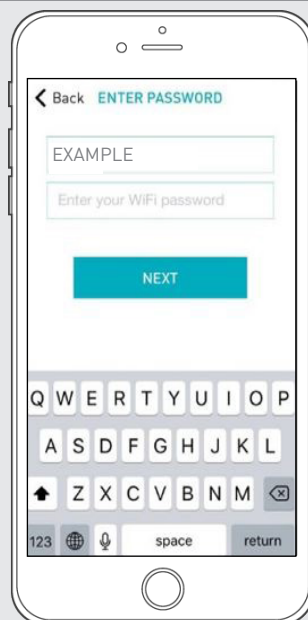 Back ENTER PASSWORD
EXAMPLE
Enter your WiFi password
NEXT
Q W E R T Y U I O P
A S D F G H J K L
Z X C V B N M
123 space return